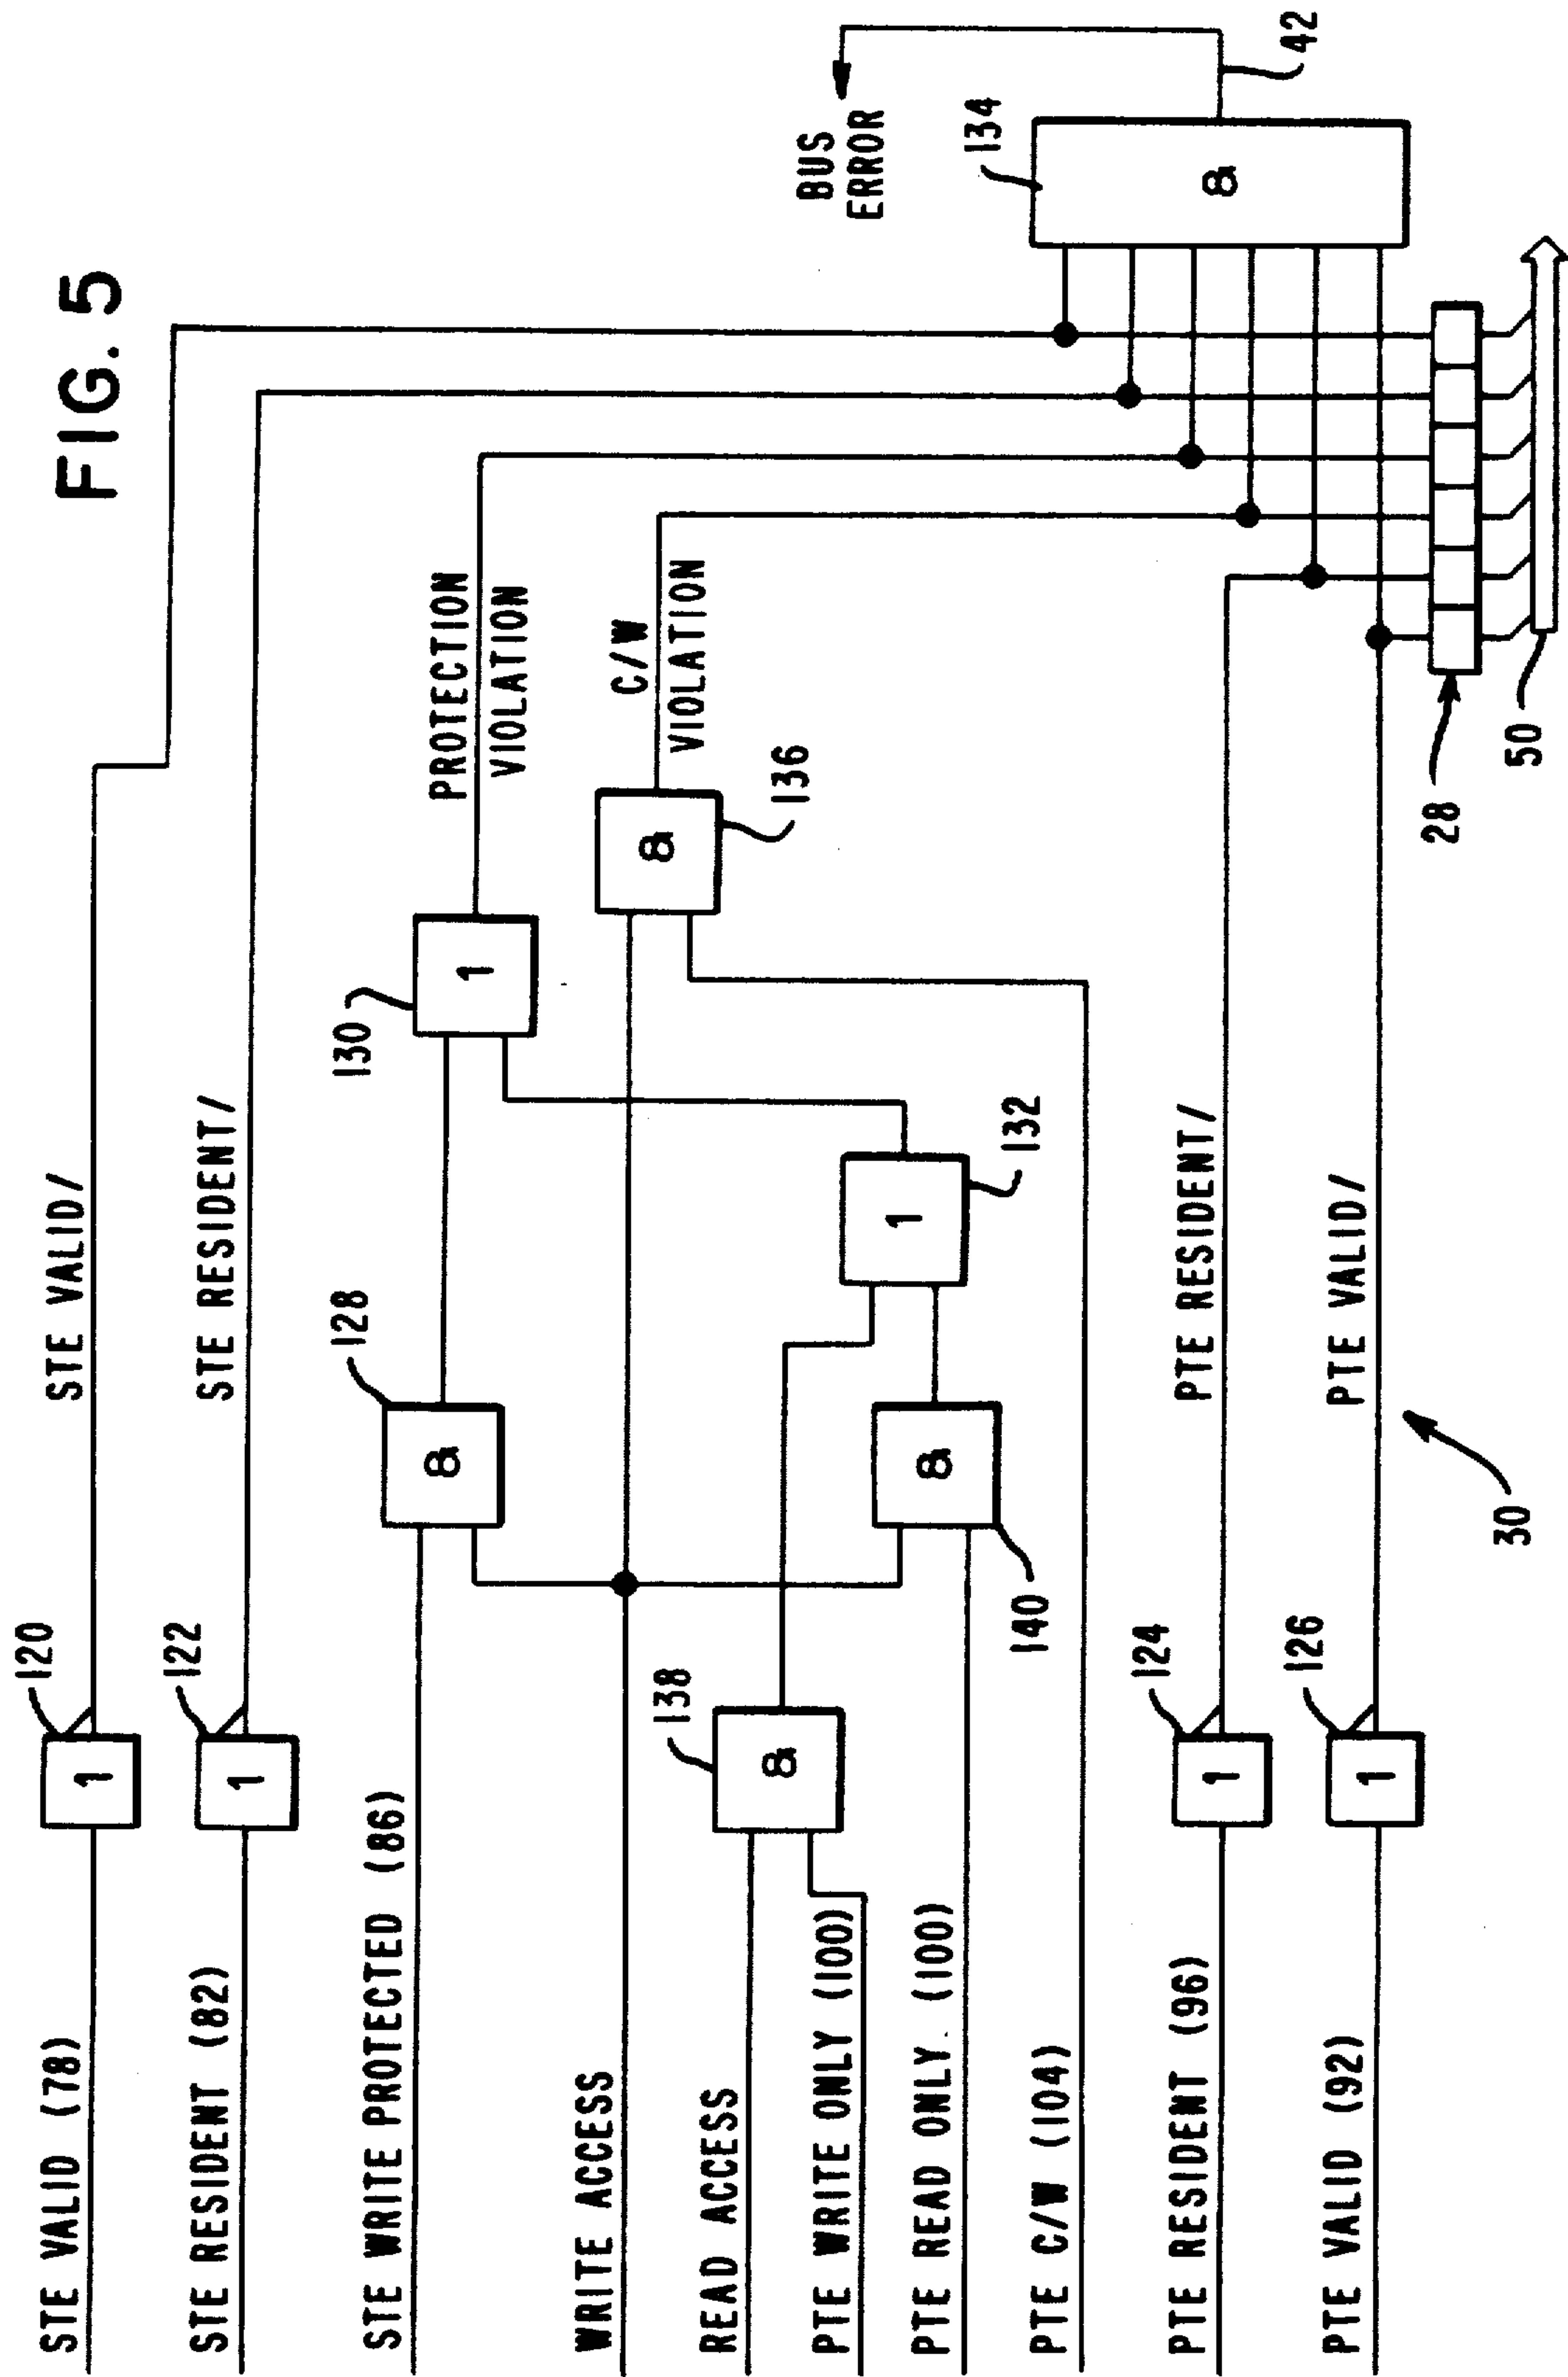 FIG. 5
STE VALID (78)
120
1
STE VALID/
STE RESIDENT (82)
122
1
STE RESIDENT/
STE WRITE PROTECTED (86)
128
&
130
1
PROTECTION
VIOLATION
WRITE ACCESS
&
136
C/W
VIOLATION
READ ACCESS
138
&
PTE WRITE ONLY (100)
PTE READ ONLY. (100)
140
&
132
1
PTE C/W (104)
PTE RESIDENT (96)
124
1
PTE RESIDENT/
PTE VALID (92)
126
1
PTE VALID/
30
28
50
BUS
ERROR
134
&
42